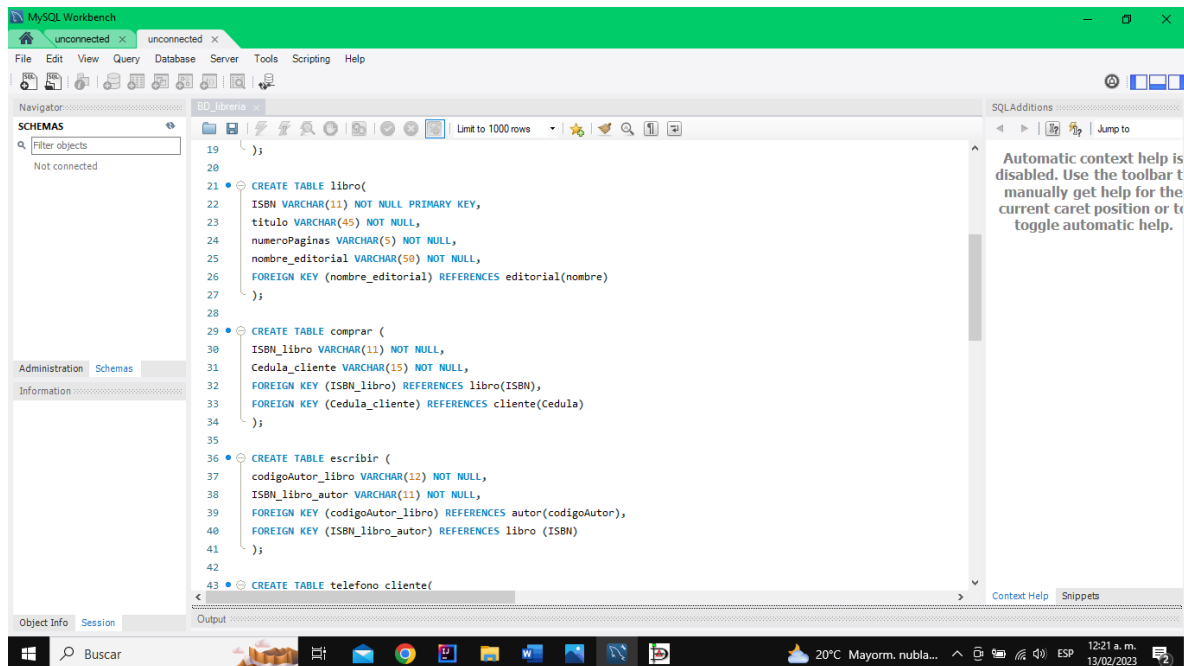 MySQL Workbench
unconnected × unconnected ×
File Edit View Query Database Server Tools Scripting Help
Navigator BD_libreria × SQLAdditions
SCHEMAS
Limit to 1000 rows
Jump to
Filter objects
Not connected
19 );
20
21 CREATE TABLE libro(
22 ISBN VARCHAR(11) NOT NULL PRIMARY KEY,
23 titulo VARCHAR(45) NOT NULL,
24 numeroPaginas VARCHAR(5) NOT NULL,
25 nombre_editorial VARCHAR(50) NOT NULL,
26 FOREIGN KEY (nombre_editorial) REFERENCES editorial(nombre)
27 );
28
29 CREATE TABLE comprar (
30 ISBN_libro VARCHAR(11) NOT NULL,
31 Cedula_cliente VARCHAR(15) NOT NULL,
32 FOREIGN KEY (ISBN_libro) REFERENCES libro(ISBN),
33 FOREIGN KEY (Cedula_cliente) REFERENCES cliente(Cedula)
34 );
35
36 CREATE TABLE escribir (
37 codigoAutor_libro VARCHAR(12) NOT NULL,
38 ISBN_libro_autor VARCHAR(11) NOT NULL,
39 FOREIGN KEY (codigoAutor_libro) REFERENCES autor(codigoAutor),
40 FOREIGN KEY (ISBN_libro_autor) REFERENCES libro (ISBN)
41 );
42
43 CREATE TABLE telefono_cliente(
Automatic context help is
disabled. Use the toolbar t
manually get help for the
current caret position or to
toggle automatic help.
Administration Schemas
Information
Context Help Snippets
Object Info Session
Output
Buscar
20°C Mayorm. nubla...
ESP
12:21 a. m.
13/02/2023